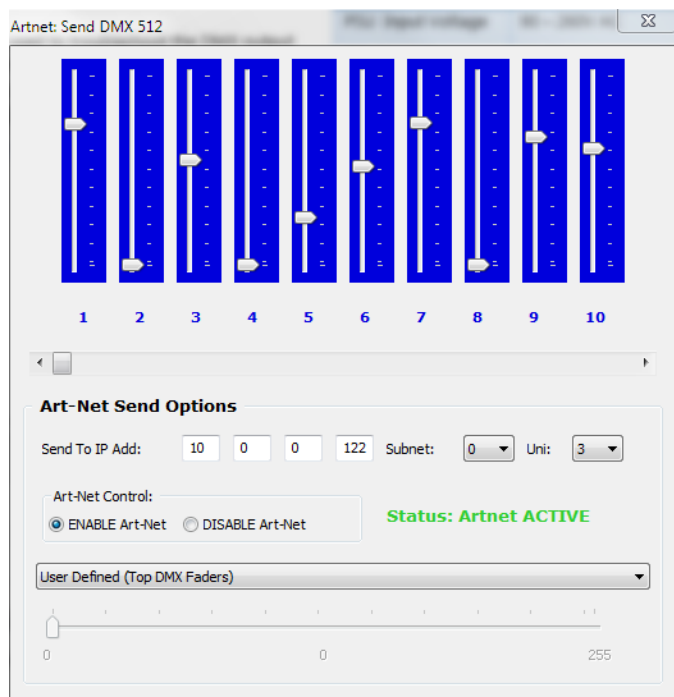 Artnet: Send DMX 512
1 2 3 4 5 6 7 8 9 10
Art-Net Send Options
Send To IP Add: 10 0 0 122 Subnet: 0 Uni: 3
Art-Net Control:
ENABLE Art-Net DISABLE Art-Net
Status: Artnet ACTIVE
User Defined (Top DMX Faders)
0 0 255